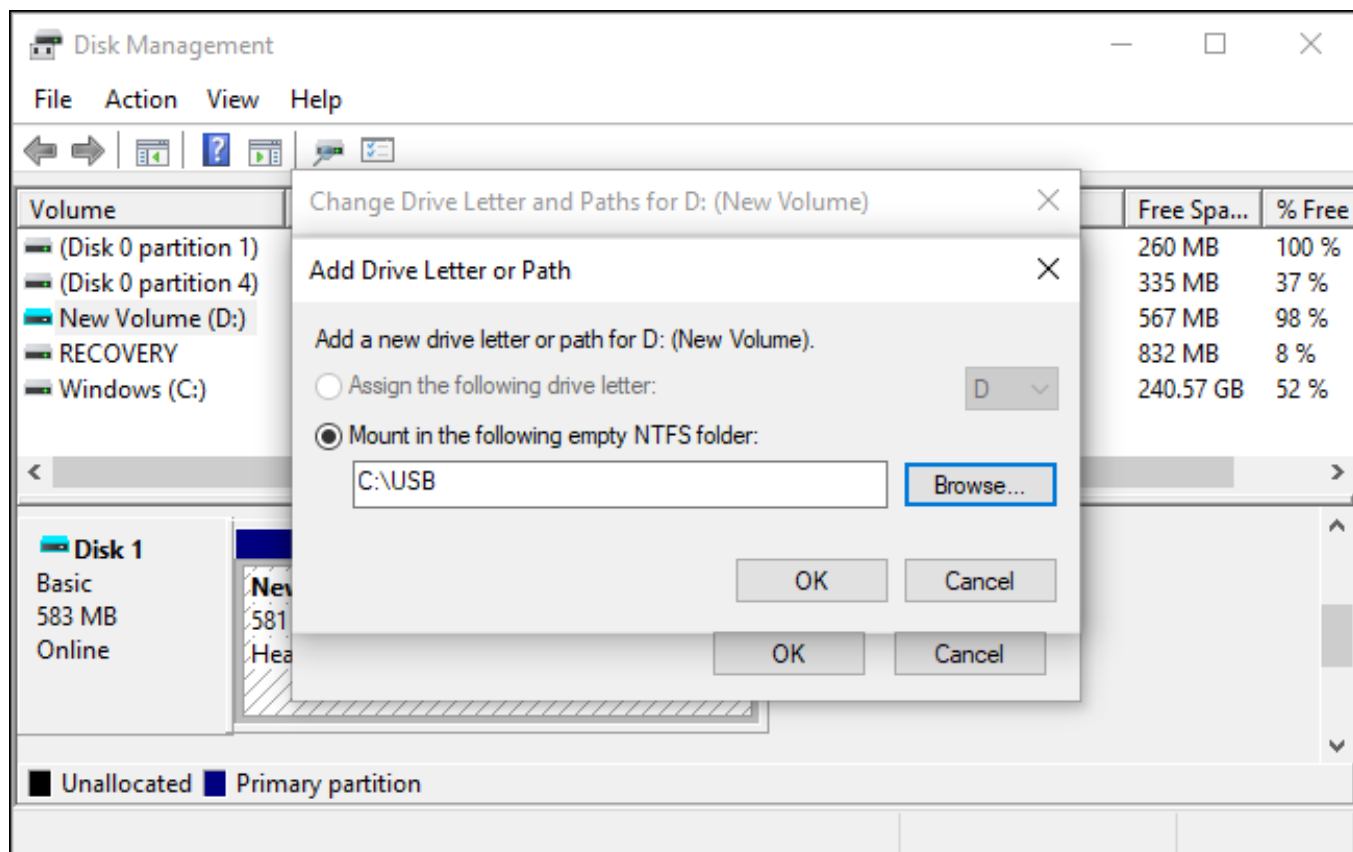 Disk Management
File Action View Help
Change Drive Letter and Paths for D: (New Volume)
Volume Free Spa... % Free
(Disk 0 partition 1) 260 MB 100 %
(Disk 0 partition 4) 335 MB 37 %
New Volume (D:) 567 MB 98 %
RECOVERY 832 MB 8 %
Windows (C:) 240.57 GB 52 %
Add Drive Letter or Path
Add a new drive letter or path for D: (New Volume).
Assign the following drive letter: D
Mount in the following empty NTFS folder:
C:\USB Browse...
OK Cancel
OK Cancel
Disk 1
Basic
583 MB
Online
581
Unallocated Primary partition